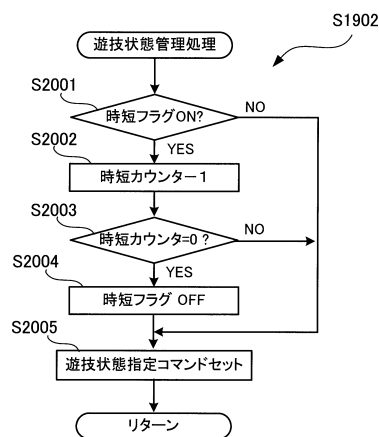 S1902
遊技状態管理処理
S2001
時短フラグON?
NO
YES
S2002
時短カウンタ－1
S2003
時短カウンタ=0 ?
NO
YES
S2004
時短フラグ OFF
S2005
遊技状態指定コマンドセット
リターン